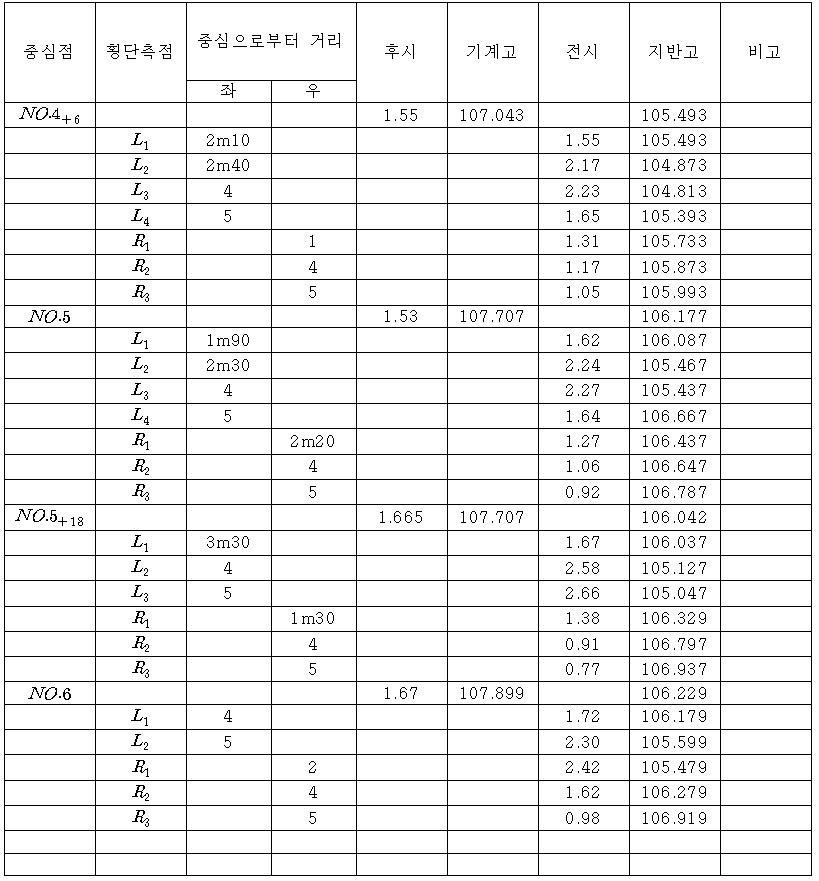 중심점 횡단측점 중심으로부터 거리 후시 기계고 전시 지반고 비고
좌 우
NO.4+6 1.55 107.043 105.493
L1 2m10 1.55 105.493
L2 2m40 2.17 104.873
L3 4 2.23 104.813
L4 5 1.65 105.393
R1 1 1.31 105.733
R2 4 1.17 105.873
R3 5 1.05 105.993
NO.5 1.53 107.707 106.177
L1 1m90 1.62 106.087
L2 2m30 2.24 105.467
L3 4 2.27 105.437
L4 5 1.64 106.667
R1 2m20 1.27 106.437
R2 4 1.06 106.647
R3 5 0.92 106.787
NO.5+18 1.665 107.707 106.042
L1 3m30 1.67 106.037
L2 4 2.58 105.127
L3 5 2.66 105.047
R1 1m30 1.38 106.329
R2 4 0.91 106.797
R3 5 0.77 106.937
NO.6 1.67 107.899 106.229
L1 4 1.72 106.179
L2 5 2.30 105.599
R1 2 2.42 105.479
R2 4 1.62 106.279
R3 5 0.98 106.919